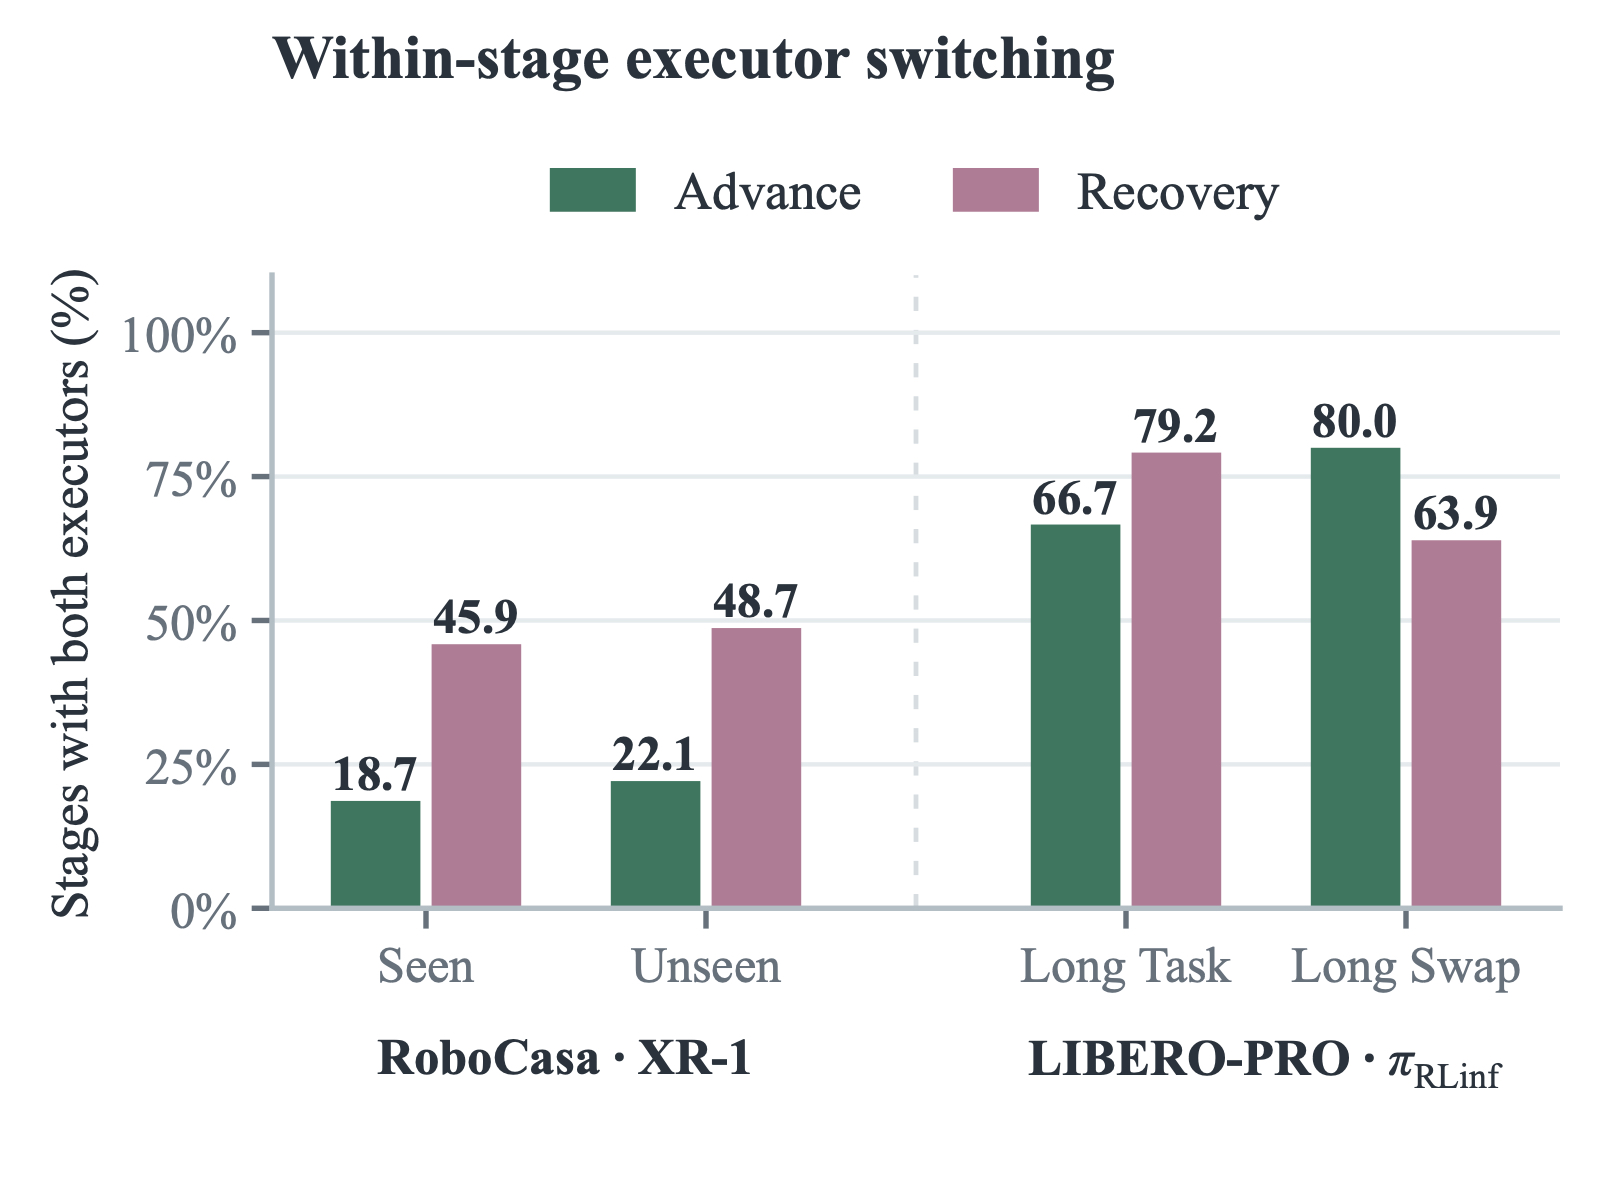 Within-stage executor switching
Advance
Recovery
Stages with both executors (%)
100%
75%
50%
25%
0%
18.7
45.9
22.1
48.7
66.7
79.2
80.0
63.9
Seen
Unseen
Long Task
Long Swap
RoboCasa · XR-1
LIBERO-PRO · π_RLinf